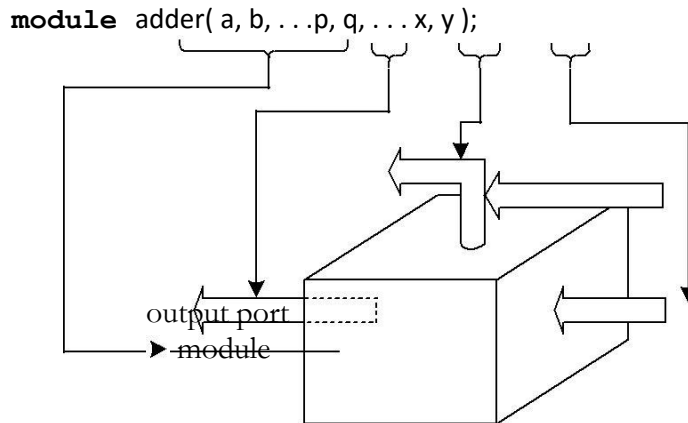 module adder( a, b, . . .p, q, . . . x, y );
output port
module